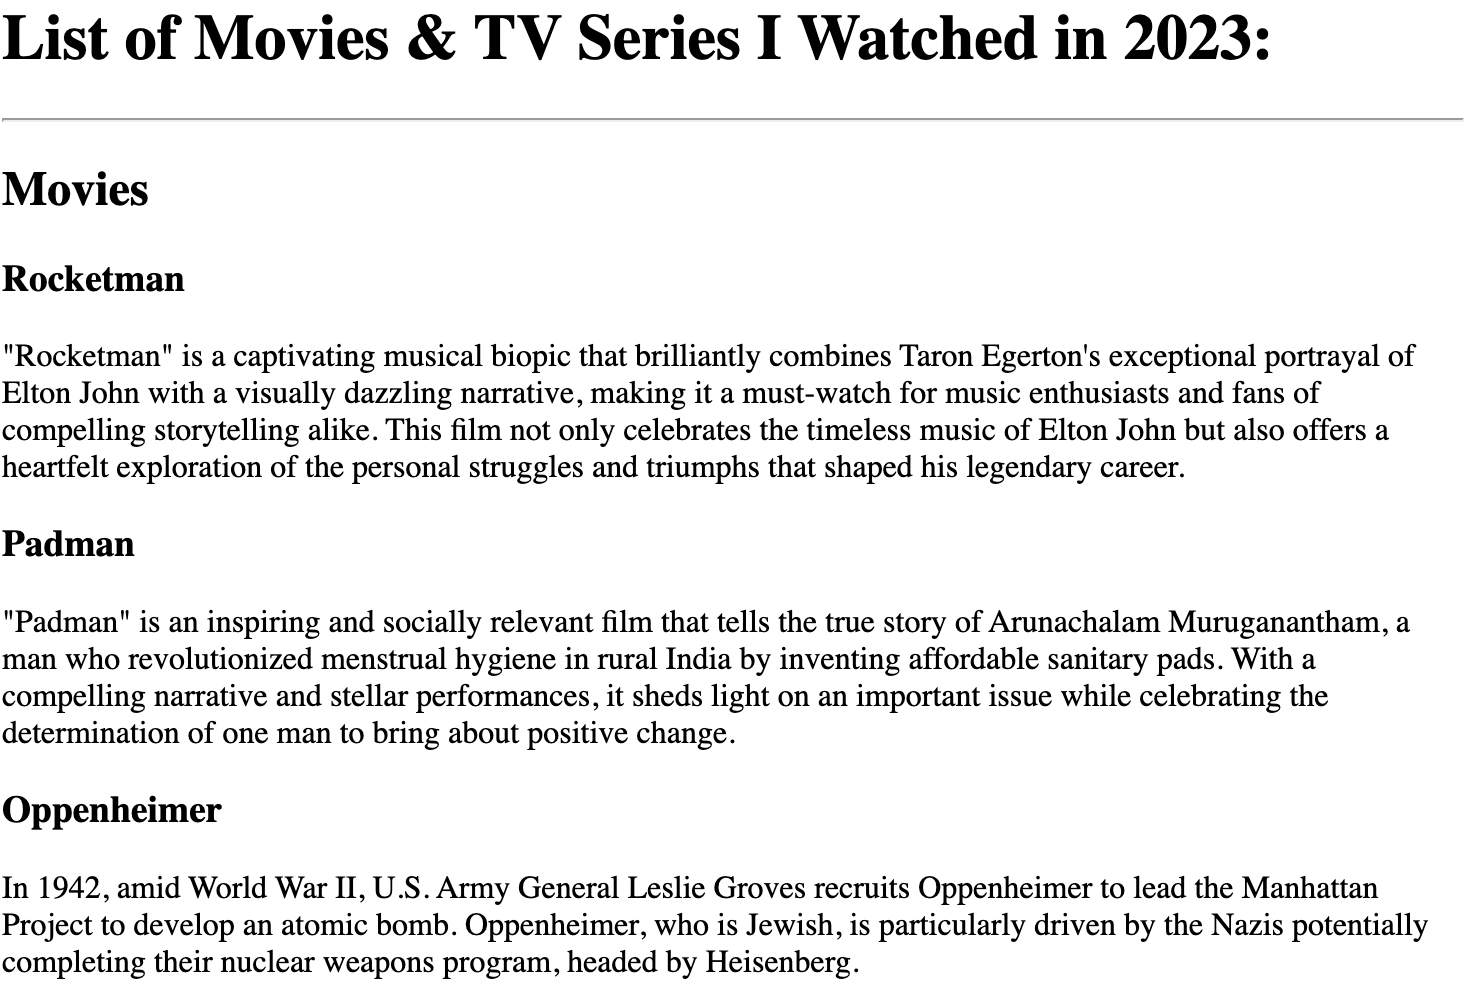 List of Movies & TV Series I Watched in 2023:
Movies
Rocketman
"Rocketman" is a captivating musical biopic that brilliantly combines Taron Egerton's exceptional portrayal of
Elton John with a visually dazzling narrative, making it a must-watch for music enthusiasts and fans of
compelling storytelling alike. This film not only celebrates the timeless music of Elton John but also offers a
heartfelt exploration of the personal struggles and triumphs that shaped his legendary career.
Padman
"Padman" is an inspiring and socially relevant film that tells the true story of Arunachalam Muruganantham, a
man who revolutionized menstrual hygiene in rural India by inventing affordable sanitary pads. With a
compelling narrative and stellar performances, it sheds light on an important issue while celebrating the
determination of one man to bring about positive change.
Oppenheimer
In 1942, amid World War II, U.S. Army General Leslie Groves recruits Oppenheimer to lead the Manhattan
Project to develop an atomic bomb. Oppenheimer, who is Jewish, is particularly driven by the Nazis potentially
completing their nuclear weapons program, headed by Heisenberg.